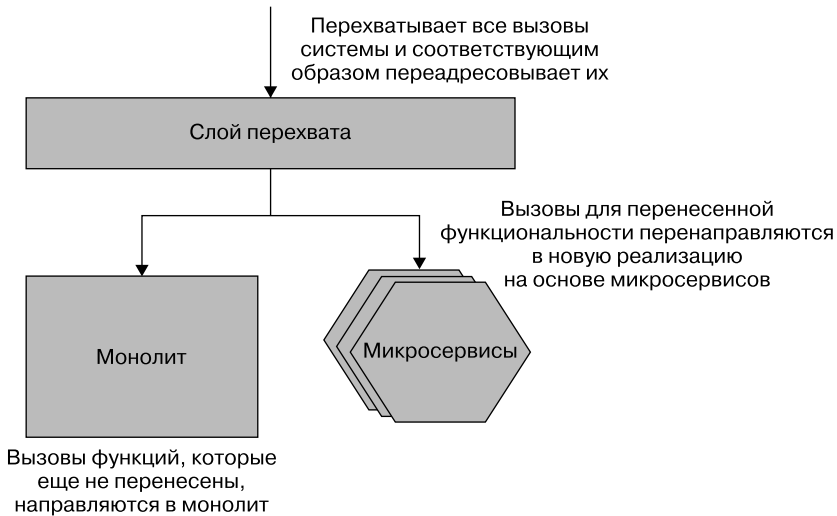 Перехватывает все вызовы
системы и соответствующим
образом переадресовывает их
Слой перехвата
Вызовы для перенесенной
функциональности перенаправляются
в новую реализацию
на основе микросервисов
Монолит
Микросервисы
Вызовы функций, которые
еще не перенесены,
направляются в монолит